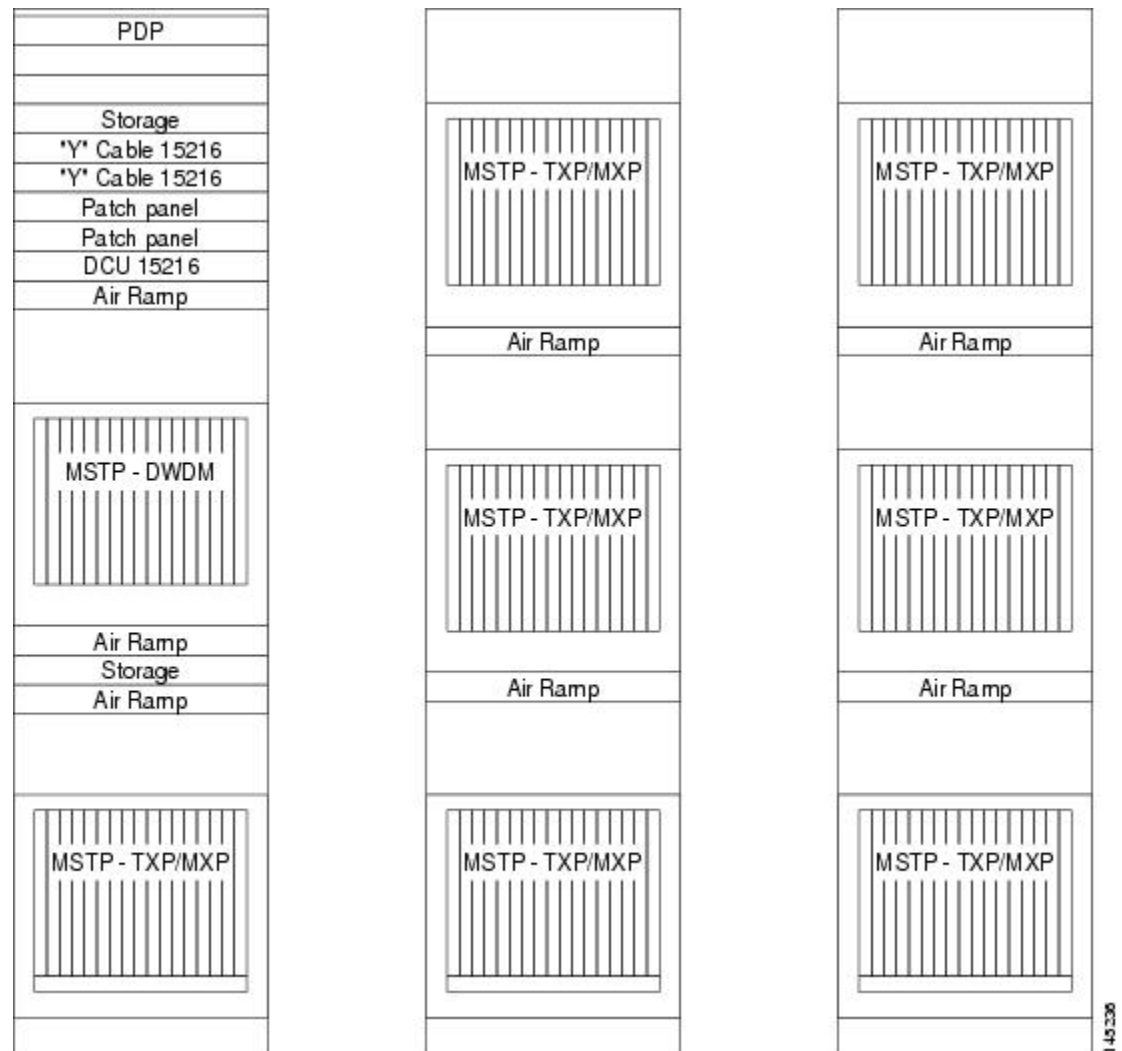 PDP
Storage
"Y" Cable 15216
"Y" Cable 15216
Patch panel
Patch panel
DCU 15216
Air Ramp
MSTP - DWDM
Air Ramp
Storage
Air Ramp
MSTP - TXP/MXP
MSTP - TXP/MXP
Air Ramp
MSTP - TXP/MXP
Air Ramp
MSTP - TXP/MXP
MSTP - TXP/MXP
Air Ramp
MSTP - TXP/MXP
Air Ramp
MSTP - TXP/MXP
145236